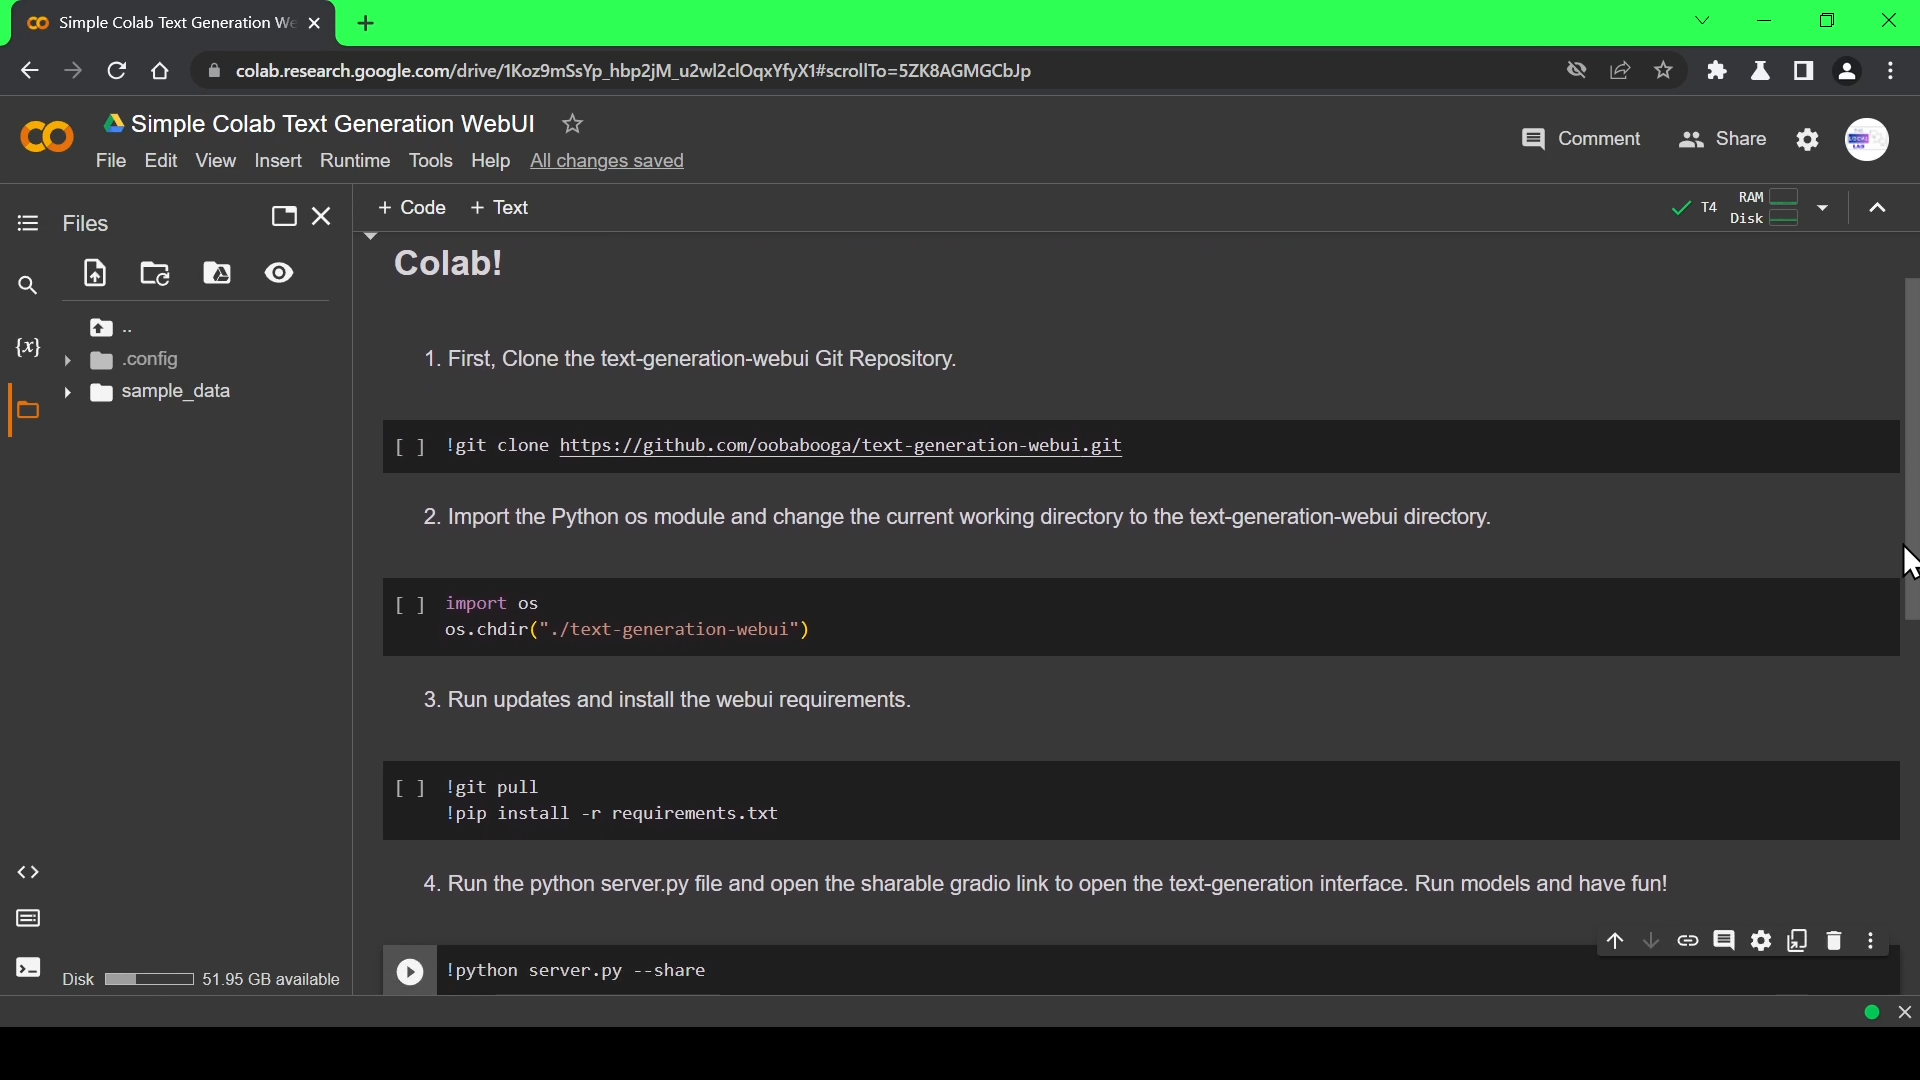 Simple Colab Text Generation We
colab.research.google.com/drive/1Koz9mSsYp_hbp2jM_u2wl2clOqxYfyX1#scrollTo=5ZK8AGMGCbJp
Simple Colab Text Generation WebUI
Comment Share
File Edit View Insert Runtime Tools Help All changes saved
Files
+ Code + Text
T4 RAM
Disk
Colab!
{x}
..
.config
sample_data
1. First, Clone the text-generation-webui Git Repository.
[ ] !git clone https://github.com/oobabooga/text-generation-webui.git
2. Import the Python os module and change the current working directory to the text-generation-webui directory.
[ ] import os
os.chdir("./text-generation-webui")
3. Run updates and install the webui requirements.
[ ] !git pull
!pip install -r requirements.txt
4. Run the python server.py file and open the sharable gradio link to open the text-generation interface. Run models and have fun!
!python server.py --share
Disk 51.95 GB available